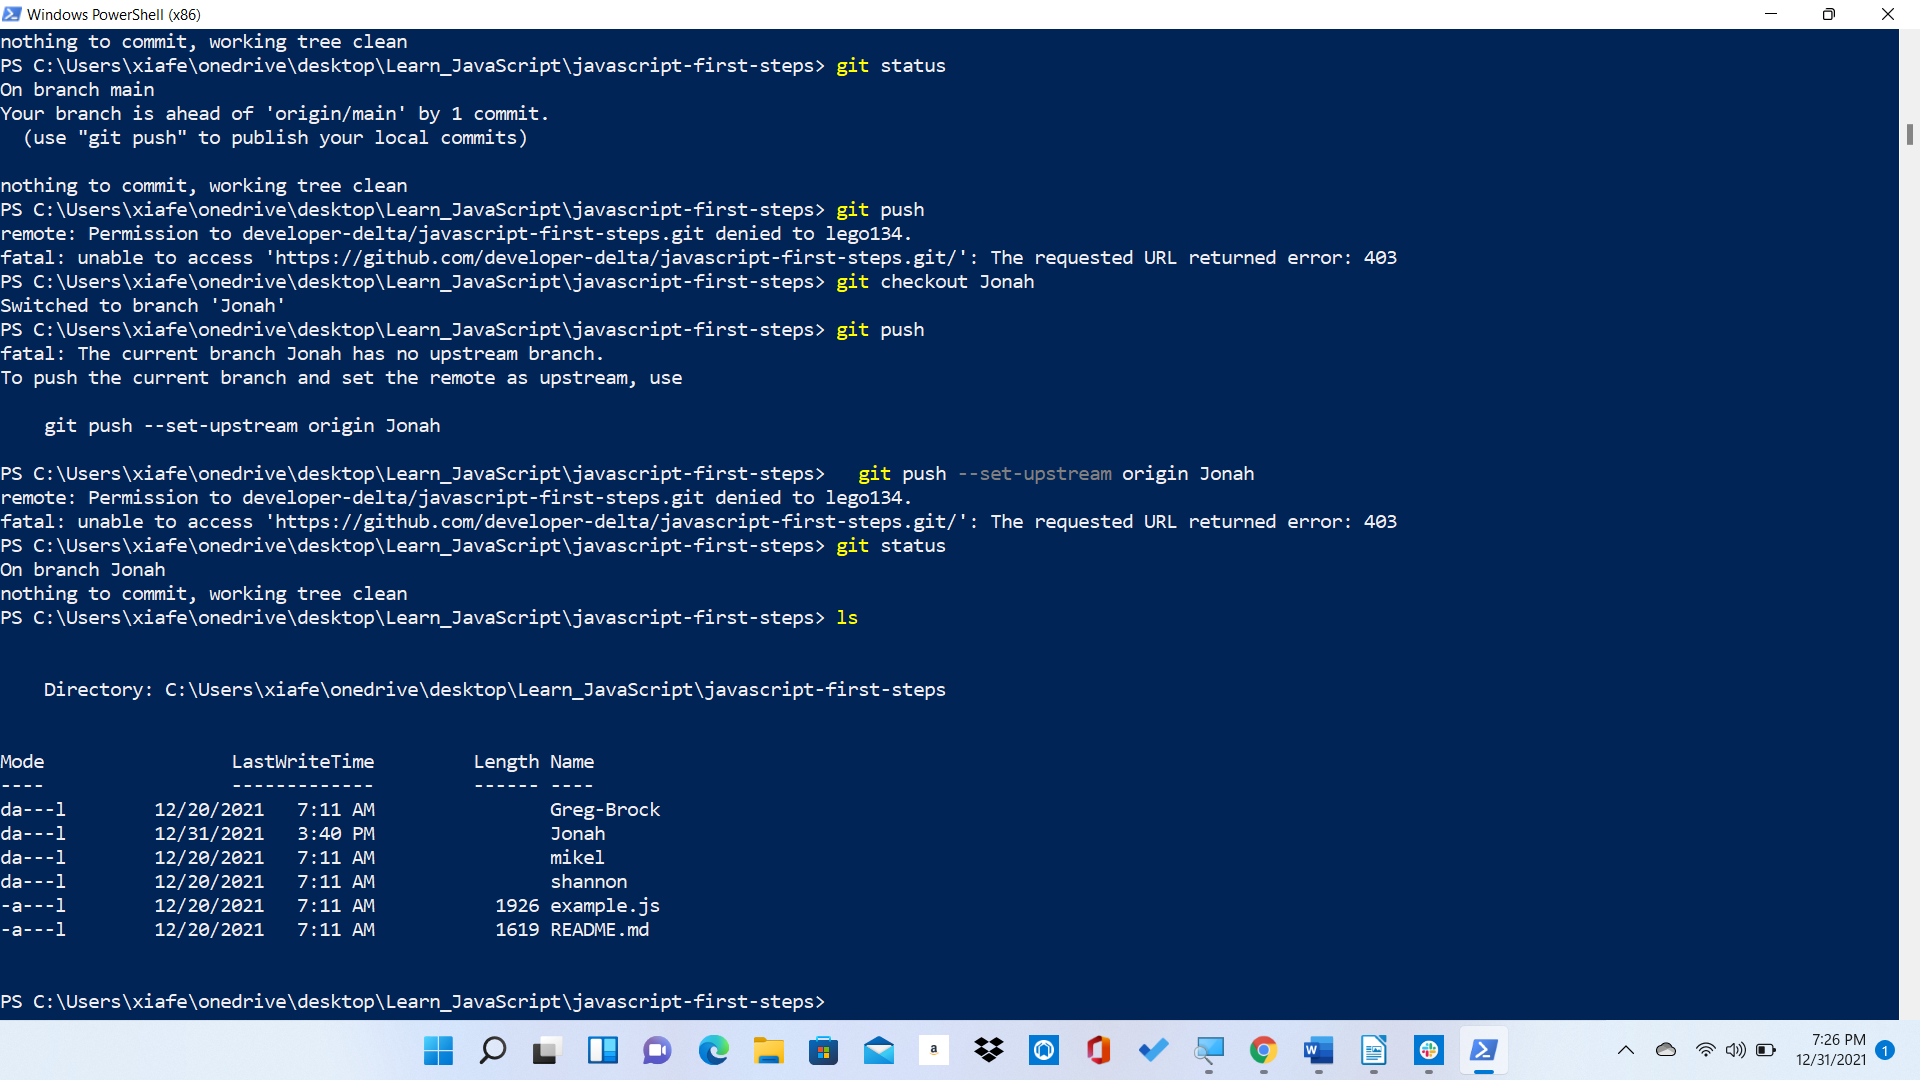 Windows PowerShell (x86)
nothing to commit, working tree clean
PS C:\Users\xiafe\onedrive\desktop\Learn_JavaScript\javascript-first-steps> git status
On branch main
Your branch is ahead of 'origin/main' by 1 commit.
  (use "git push" to publish your local commits)
nothing to commit, working tree clean
PS C:\Users\xiafe\onedrive\desktop\Learn_JavaScript\javascript-first-steps> git push
remote: Permission to developer-delta/javascript-first-steps.git denied to lego134.
fatal: unable to access 'https://github.com/developer-delta/javascript-first-steps.git/': The requested URL returned error: 403
PS C:\Users\xiafe\onedrive\desktop\Learn_JavaScript\javascript-first-steps> git checkout Jonah
Switched to branch 'Jonah'
PS C:\Users\xiafe\onedrive\desktop\Learn_JavaScript\javascript-first-steps> git push
fatal: The current branch Jonah has no upstream branch.
To push the current branch and set the remote as upstream, use
    git push --set-upstream origin Jonah
PS C:\Users\xiafe\onedrive\desktop\Learn_JavaScript\javascript-first-steps>   git push --set-upstream origin Jonah
remote: Permission to developer-delta/javascript-first-steps.git denied to lego134.
fatal: unable to access 'https://github.com/developer-delta/javascript-first-steps.git/': The requested URL returned error: 403
PS C:\Users\xiafe\onedrive\desktop\Learn_JavaScript\javascript-first-steps> git status
On branch Jonah
nothing to commit, working tree clean
PS C:\Users\xiafe\onedrive\desktop\Learn_JavaScript\javascript-first-steps> ls
    Directory: C:\Users\xiafe\onedrive\desktop\Learn_JavaScript\javascript-first-steps
Mode                 LastWriteTime         Length Name
----                 -------------         ------ ----
da---l        12/20/2021   7:11 AM                Greg-Brock
da---l        12/31/2021   3:40 PM                Jonah
da---l        12/20/2021   7:11 AM                mikel
da---l        12/20/2021   7:11 AM                shannon
-a---l        12/20/2021   7:11 AM           1926 example.js
-a---l        12/20/2021   7:11 AM           1619 README.md
PS C:\Users\xiafe\onedrive\desktop\Learn_JavaScript\javascript-first-steps>
a
W
7:26 PM
12/31/2021
1